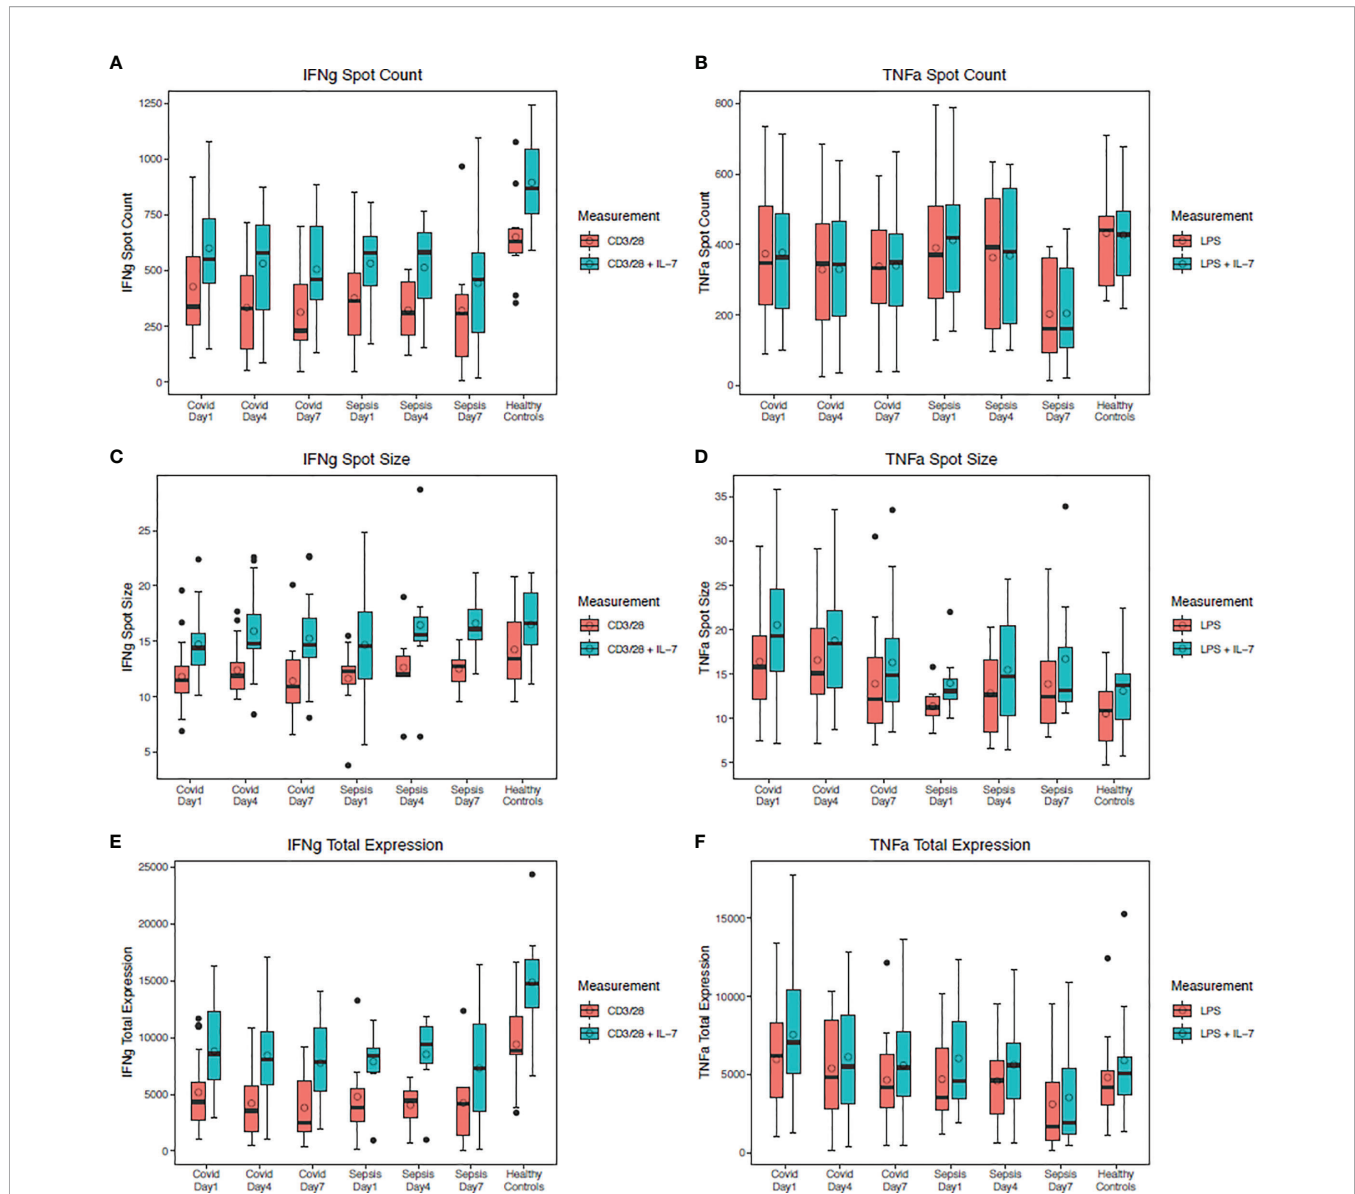 A
IFNg Spot Count
IFNg Spot Count
1250
1000
750
500
250
0
Covid Day1
Covid Day4
Covid Day7
Sepsis Day1
Sepsis Day4
Sepsis Day7
Healthy Controls
Measurement
CD3/28
CD3/28 + IL−7
B
TNFa Spot Count
TNFa Spot Count
800
600
400
200
0
Covid Day1
Covid Day4
Covid Day7
Sepsis Day1
Sepsis Day4
Sepsis Day7
Healthy Controls
Measurement
LPS
LPS + IL−7
C
IFNg Spot Size
IFNg Spot Size
25
20
15
10
5
Covid Day1
Covid Day4
Covid Day7
Sepsis Day1
Sepsis Day4
Sepsis Day7
Healthy Controls
Measurement
CD3/28
CD3/28 + IL−7
D
TNFa Spot Size
TNFa Spot Size
35
30
25
20
15
10
5
Covid Day1
Covid Day4
Covid Day7
Sepsis Day1
Sepsis Day4
Sepsis Day7
Healthy Controls
Measurement
LPS
LPS + IL−7
E
IFNg Total Expression
IFNg Total Expression
25000
20000
15000
10000
5000
0
Covid Day1
Covid Day4
Covid Day7
Sepsis Day1
Sepsis Day4
Sepsis Day7
Healthy Controls
Measurement
CD3/28
CD3/28 + IL−7
F
TNFa Total Expression
TNFa Total Expression
15000
10000
5000
0
Covid Day1
Covid Day4
Covid Day7
Sepsis Day1
Sepsis Day4
Sepsis Day7
Healthy Controls
Measurement
LPS
LPS + IL−7